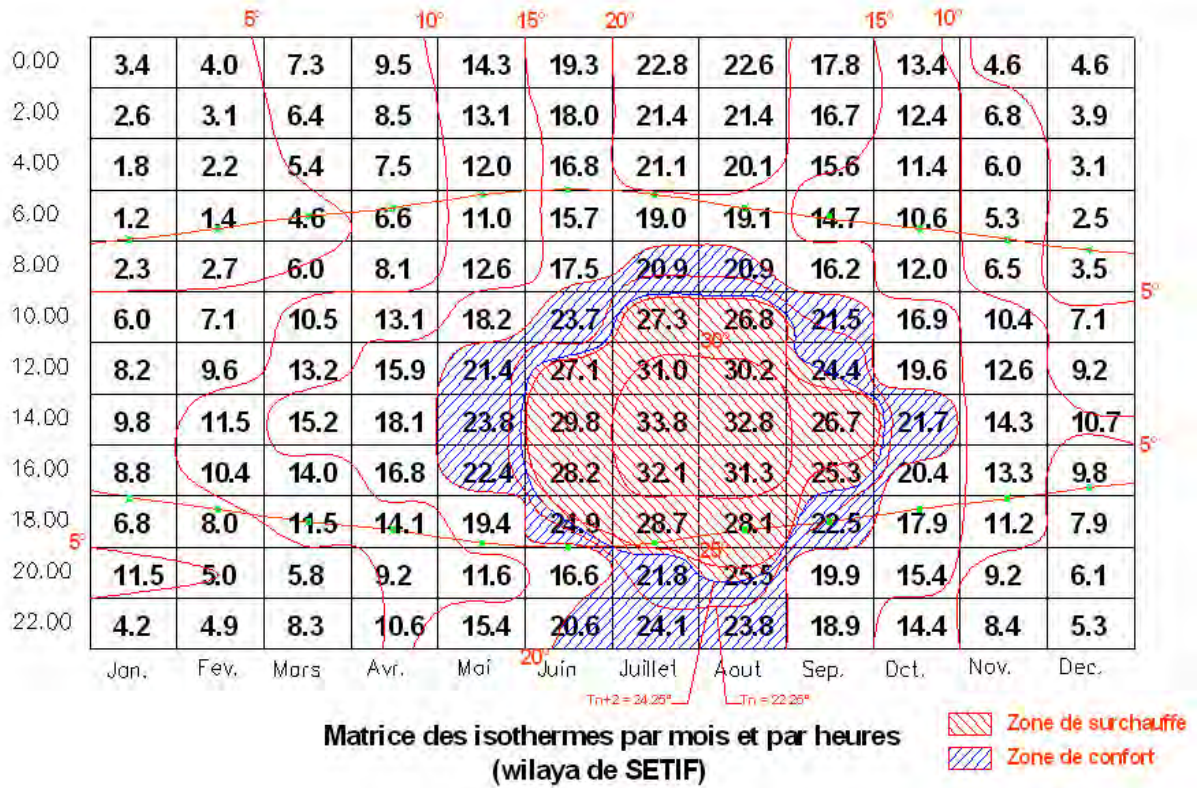 5° 10° 15° 20° 15° 10°
0.00 3.4 4.0 7.3 9.5 14.3 19.3 22.8 22.6 17.8 13.4 4.6 4.6
2.00 2.6 3.1 6.4 8.5 13.1 18.0 21.4 21.4 16.7 12.4 6.8 3.9
4.00 1.8 2.2 5.4 7.5 12.0 16.8 21.1 20.1 15.6 11.4 6.0 3.1
6.00 1.2 1.4 4.6 6.6 11.0 15.7 19.0 19.1 14.7 10.6 5.3 2.5
8.00 2.3 2.7 6.0 8.1 12.6 17.5 20.9 20.9 16.2 12.0 6.5 3.5
5°
10.00 6.0 7.1 10.5 13.1 18.2 23.7 27.3 26.8 21.5 16.9 10.4 7.1
30°
12.00 8.2 9.6 13.2 15.9 21.4 27.1 31.0 30.2 24.4 19.6 12.6 9.2
14.00 9.8 11.5 15.2 18.1 23.8 29.8 33.8 32.8 26.7 21.7 14.3 10.7
5°
16.00 8.8 10.4 14.0 16.8 22.4 28.2 32.1 31.3 25.3 20.4 13.3 9.8
18.00 6.8 8.0 11.5 14.1 19.4 24.9 28.7 28.1 22.5 17.9 11.2 7.9
5° 25
20.00 11.5 5.0 5.8 9.2 11.6 16.6 21.8 25.5 19.9 15.4 9.2 6.1
22.00 4.2 4.9 8.3 10.6 15.4 20.6 24.1 23.8 18.9 14.4 8.4 5.3
20°
Jan. Fev. Mars Avr. Mai Juin Juillet Aout Sep. Oct. Nov. Dec.
Tn+2 = 24.25° Tn = 22.25°
Matrice des isothermes par mois et par heures
(wilaya de SETIF)
Zone de surchauffe
Zone de confort